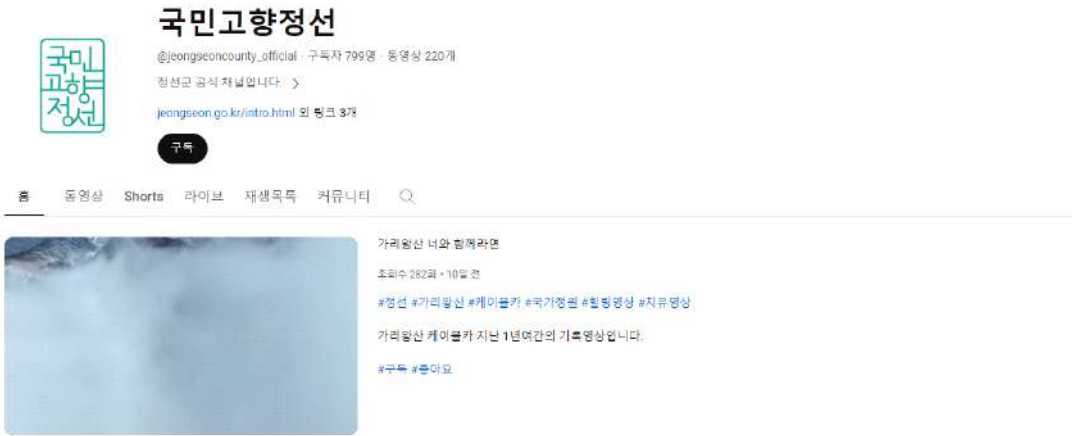 국민
고향
정선
국민고향정선
@jeongseoncounty_official · 구독자 799명 · 동영상 220개
정선군 공식 채널입니다. >
jeongseon.go.kr/intro.html 외 링크 3개
구독
홈 동영상 Shorts 라이브 재생목록 커뮤니티
가리왕산 너와 함께라면
조회수 282회 • 10일 전
#정선 #가리왕산 #케이블카 #국가정원 #힐링영상 #치유영상
가리왕산 케이블카 지난 1년여간의 기록영상입니다.
#구독 #좋아요